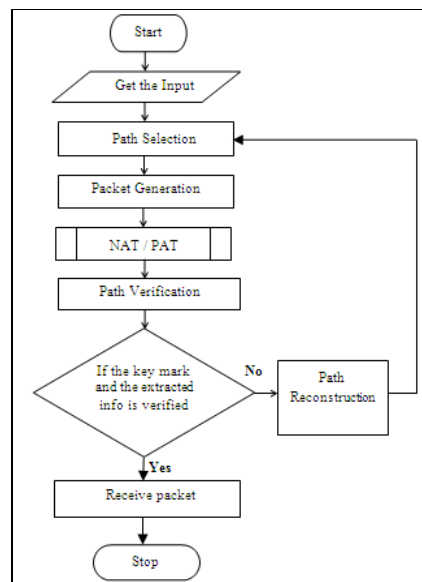 Start
Get the Input
Path Selection
Packet Generation
NAT / PAT
Path Verification
If the key mark
and the extracted
info is verified
No
Path
Reconstruction
Yes
Receive packet
Stop